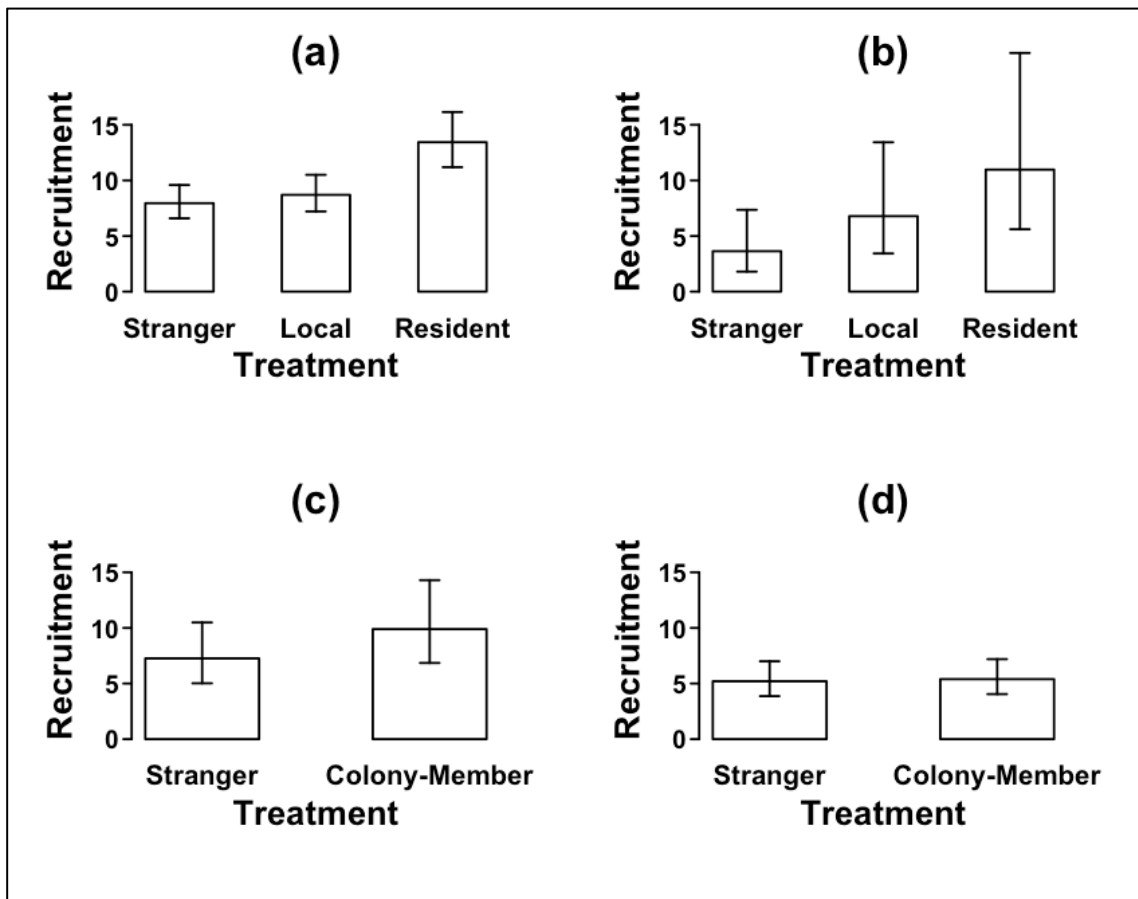 (a)
Recruitment
15
10
5
0
Stranger Local Resident
Treatment
(b)
Recruitment
15
10
5
0
Stranger Local Resident
Treatment
(c)
Recruitment
15
10
5
0
Stranger Colony-Member
Treatment
(d)
Recruitment
15
10
5
0
Stranger Colony-Member
Treatment